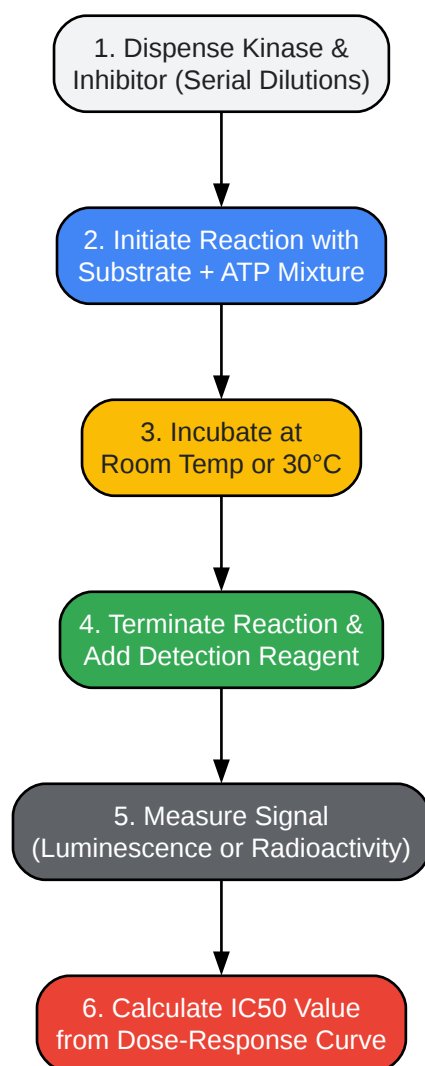 1. Dispense Kinase &
Inhibitor (Serial Dilutions)
2. Initiate Reaction with
Substrate + ATP Mixture
3. Incubate at
Room Temp or 30°C
4. Terminate Reaction &
Add Detection Reagent
5. Measure Signal
(Luminescence or Radioactivity)
6. Calculate IC50 Value
from Dose-Response Curve